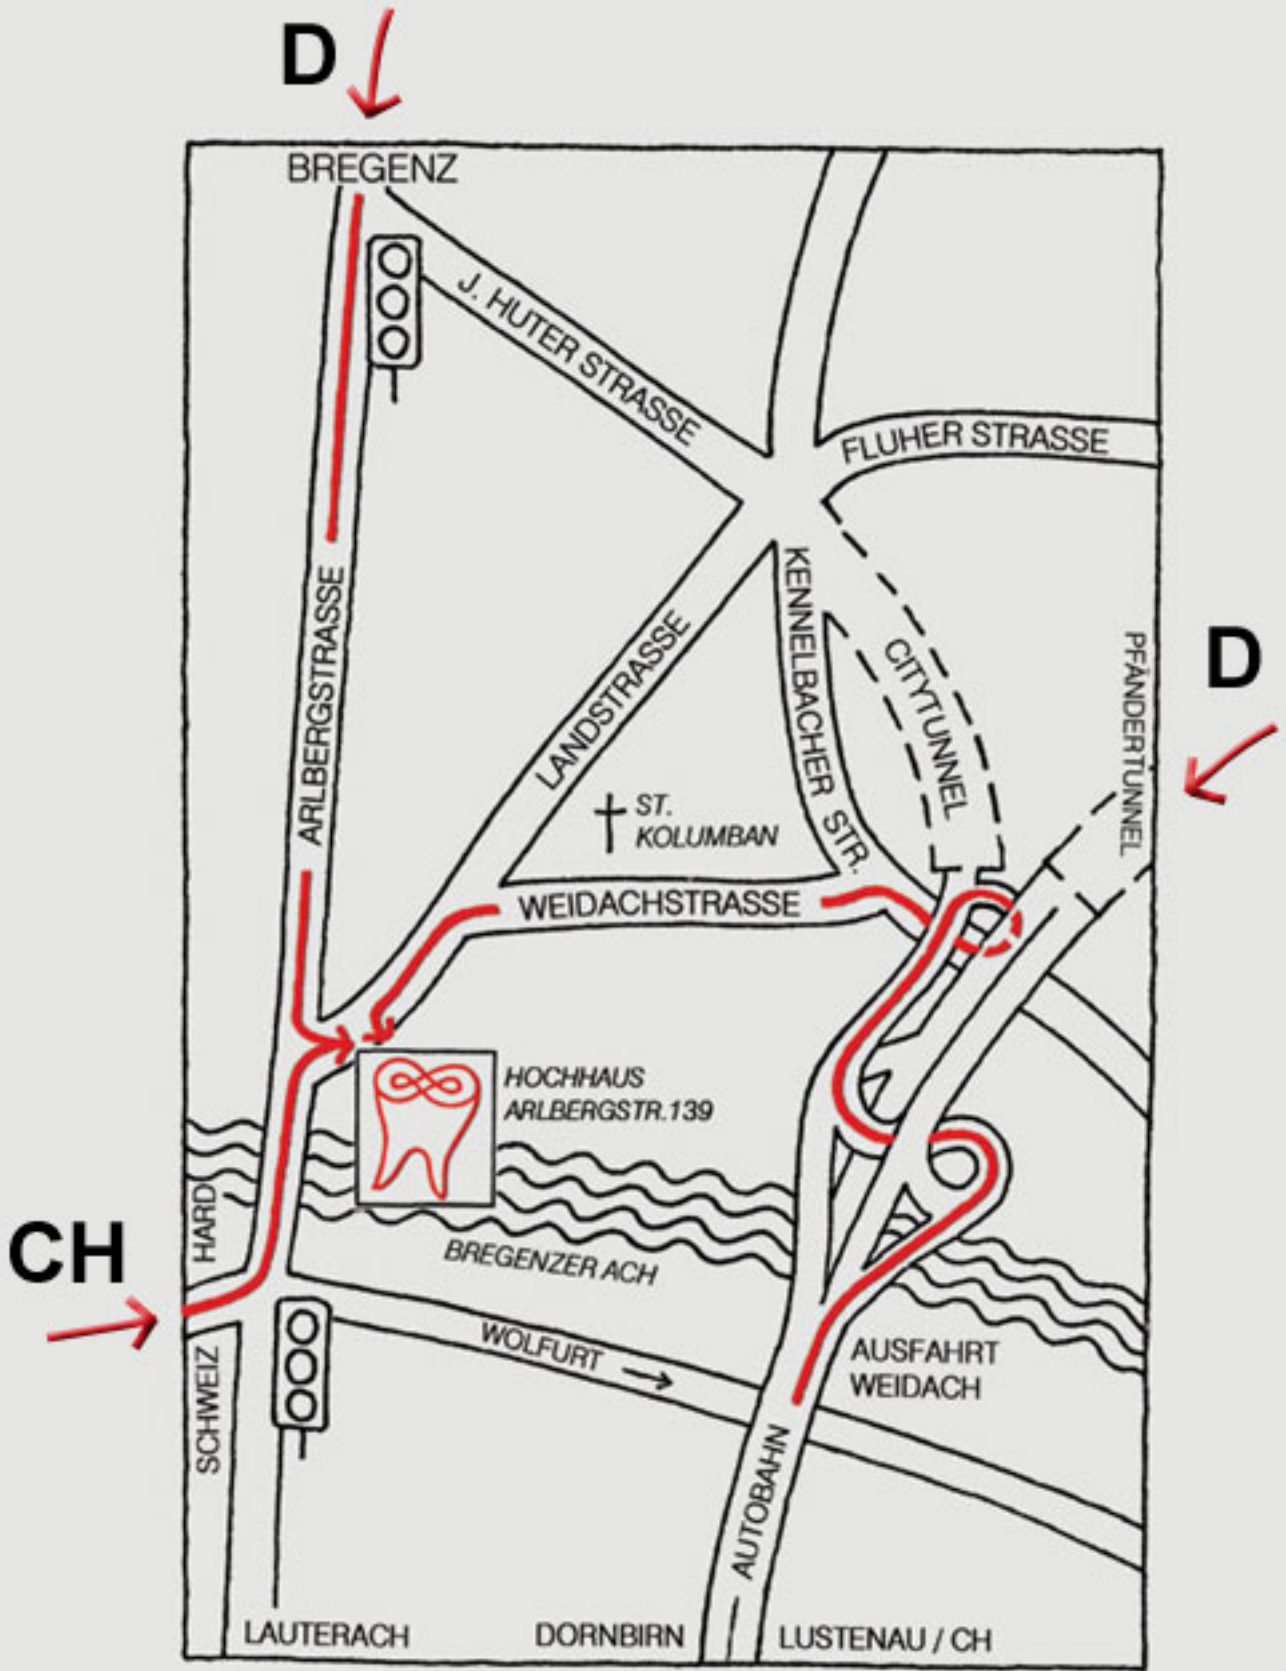 D
BREGENZ
J. HUTER STRASSE
FLUHER STRASSE
ARLBERGSTRASSE
LANDSTRASSE
KENNELBACHER STR.
CITYTUNNEL
PFÄNDERTUNNEL
D
ST.
KOLUMBAN
WEIDACHSTRASSE
HOCHHAUS
ARLBERGSTR.139
HARD
CH
BREGENZER ACH
SCHWEIZ
WOLFURT
AUSFAHRT
WEIDACH
AUTOBAHN
LAUTERACH
DORNBIRN
LUSTENAU / CH